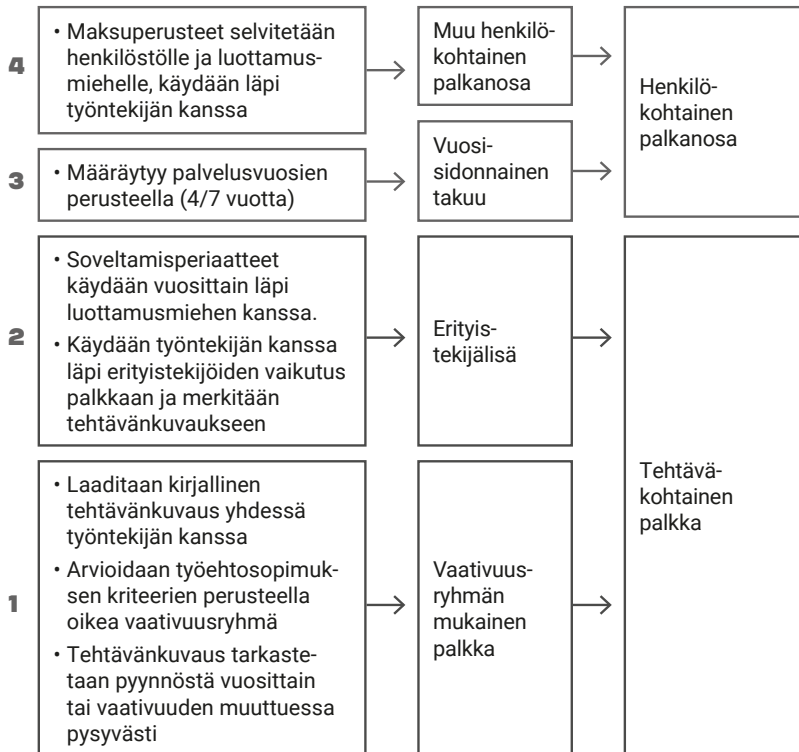 4
• Maksuperusteet selvitetään
henkilöstölle ja luottamus-
miehelle, käydään läpi
työntekijän kanssa
Muu henkilö-
kohtainen
palkanosa
Henkilö-
kohtainen
palkanosa
3
• Määräytyy palvelusvuosien
perusteella (4/7 vuotta)
Vuosi-
sidonnainen
takuu
2
• Soveltamisperiaatteet
käydään vuosittain läpi
luottamusmiehen kanssa.
• Käydään työntekijän kanssa
läpi erityistekijöiden vaikutus
palkkaan ja merkitään
tehtävänkuvaukseen
Erityis-
tekijälisä
Tehtävä-
kohtainen
palkka
1
• Laaditaan kirjallinen
tehtävänkuvaus yhdessä
työntekijän kanssa
• Arvioidaan työehtosopimuk-
sen kriteerien perusteella
oikea vaativuusryhmä
• Tehtävänkuvaus tarkaste-
taan pyynnöstä vuosittain
tai vaativuuden muuttuessa
pysyvästi
Vaativuus-
ryhmän
mukainen
palkka